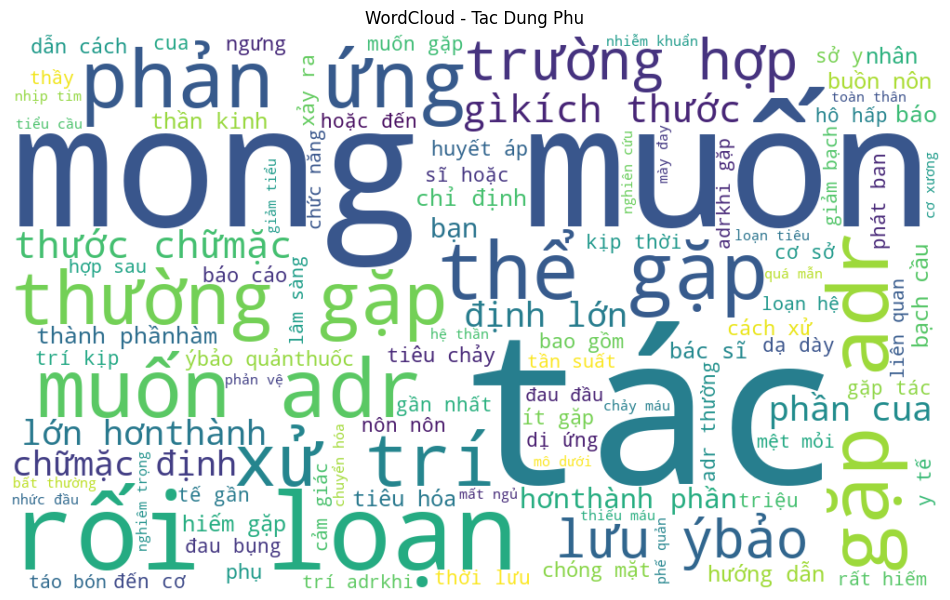 WordCloud - Tac Dung Phu
dẫn cách
cua
ngưng
muốn gặp
nhiễm khuẩn
sở y
nhân
thầy
phản ứng
xảy ra
trường hợp
buồn nôn
nhịp tim
toàn thân
tiểu cầu
thần kinh
hoặc đến
gìkích thước
hô hấp
báo
mong muốn
giảm tiểu
chức năng
huyết áp
sĩ hoặc
chỉ định
nghiên cứu
mày đay
adrkhi gặp
giảm bạch
phát ban
cơ xương
bạn
loạn tiêu
thước chữmặc
kịp thời
cơ sở
hợp sau
báo cáo
lâm sàng
thể gặp
quá mẫn
gặp adr
liên quan
bạch cầu
thường gặp
định lớn
loạn hệ
thành phầnhàm
hệ thần
bao gồm
cách xử
bác sĩ
dạ dày
trí kịp
ýbảo quảnthuốc
tiêu chảy
tần suất
phản vệ
muốn adr
tác
gần nhất
đau đầu
chảy máu
adr thường
gặp tác
ít gặp
phần cua
lớn hơnthành
nôn nôn
dị ứng
mệt mỏi
chữmặc định
xử trí
chuyển hóa
mô dưới
bất thường
nghiêm trọng
cảm giác
y tế
nhức đầu
tế gần
tiêu hóa
mất ngủ
hơnthành phần
triệu
rối loạn
hiếm gặp
thiếu máu
lưu ýbảo
đau bụng
phế quản
phụ
chóng mặt
hướng dẫn
táo bón
đến cơ
trí adrkhi
thời lưu
rất hiếm